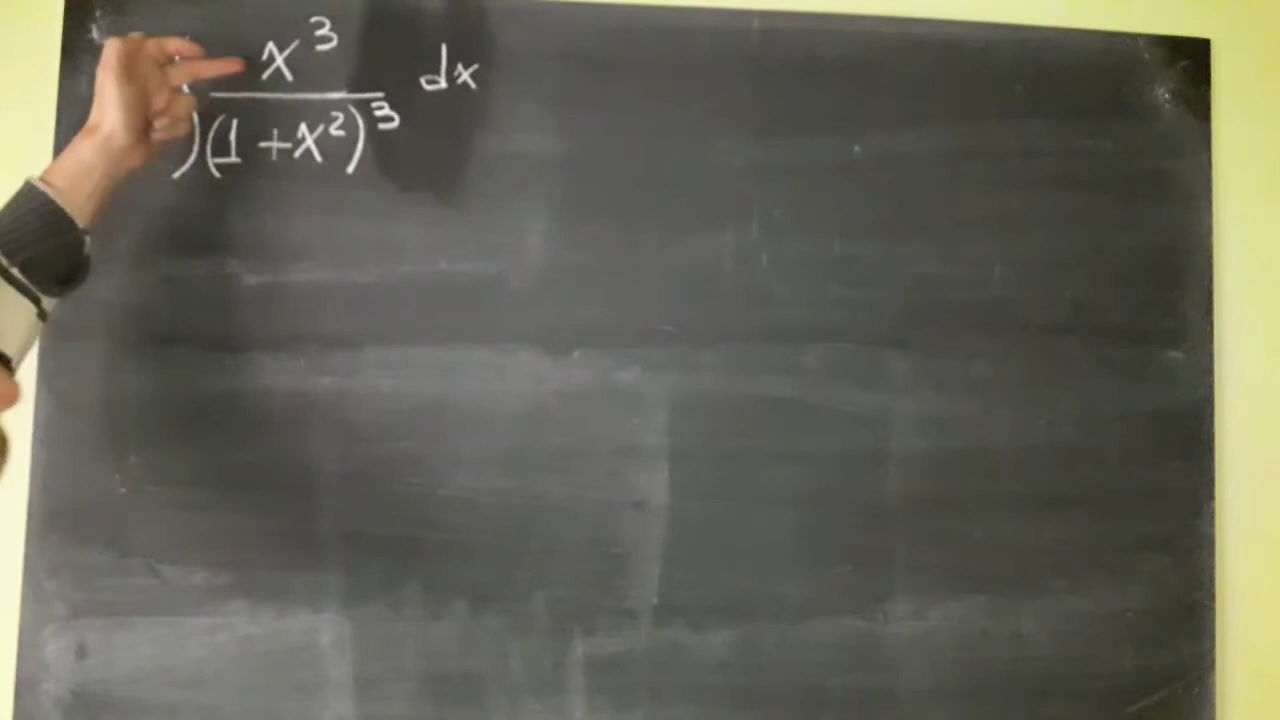 ∫ x³/(1+x²)³ dx